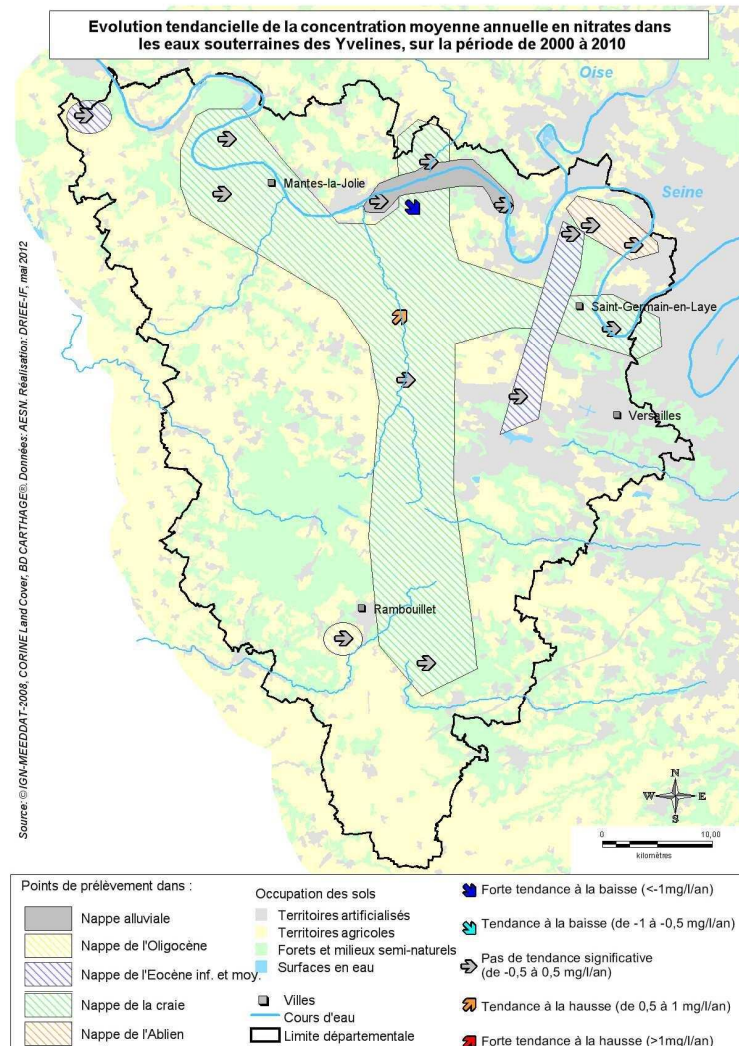 Evolution tendancielle de la concentration moyenne annuelle en nitrates dans
les eaux souterraines des Yvelines, sur la période de 2000 à 2010
Oise
Seine
Mantes-la-Jolie
Saint-Germain-en-Laye
Versailles
Rambouillet
Source: © IGN-MEEDDAT-2008, CORINE Land Cover, BD CARTHAGE®. Données: AESN. Réalisation: DRIEE-IF, mai 2012
N
W
E
S
0
10,00
kilomètres
Points de prélèvement dans :
Nappe alluviale
Nappe de l'Oligocène
Nappe de l'Eocène inf. et moy.
Nappe de la craie
Nappe de l'Ablien
Occupation des sols
Territoires artificialisés
Territoires agricoles
Forets et milieux semi-naturels
Surfaces en eau
Villes
Cours d'eau
Limite départementale
Forte tendance à la baisse (<-1mg/l/an)
Tendance à la baisse (de -1 à -0,5 mg/l/an)
Pas de tendance significative
(de -0,5 à 0,5 mg/l/an)
Tendance à la hausse (de 0,5 à 1 mg/l/an)
Forte tendance à la hausse (>1mg/l/an)